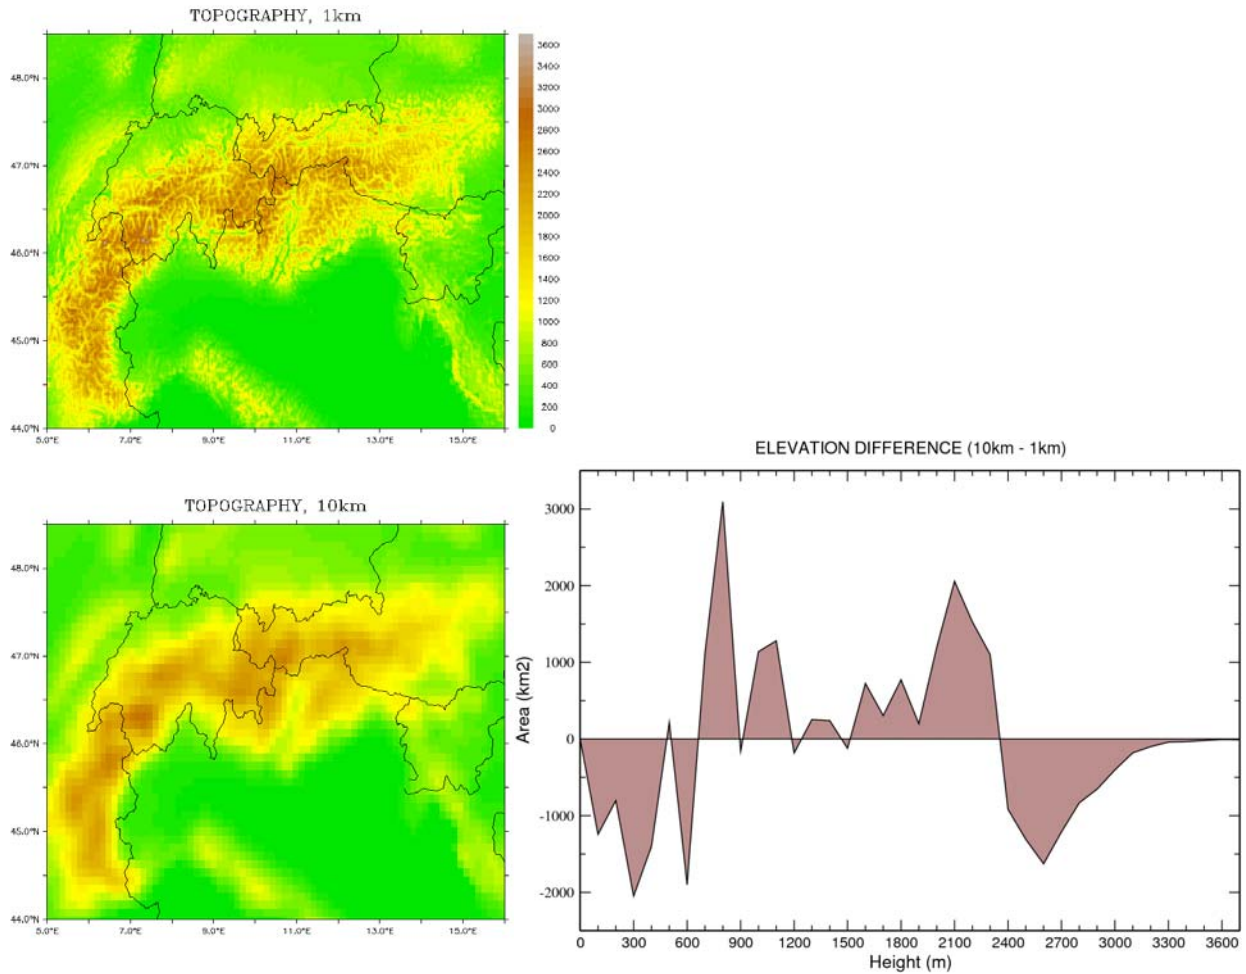 TOPOGRAPHY, 1km
48.0°N
47.0°N
46.0°N
45.0°N
44.0°N
5.0°E 7.0°E 9.0°E 11.0°E 13.0°E 15.0°E
3600
3400
3200
3000
2800
2600
2400
2200
2000
1800
1600
1400
1200
1000
800
600
400
200
0
TOPOGRAPHY, 10km
48.0°N
47.0°N
46.0°N
45.0°N
44.0°N
5.0°E 7.0°E 9.0°E 11.0°E 13.0°E 15.0°E
ELEVATION DIFFERENCE (10km - 1km)
Area (km2)
3000
2000
1000
0
-1000
-2000
0 300 600 900 1200 1500 1800 2100 2400 2700 3000 3300 3600
Height (m)